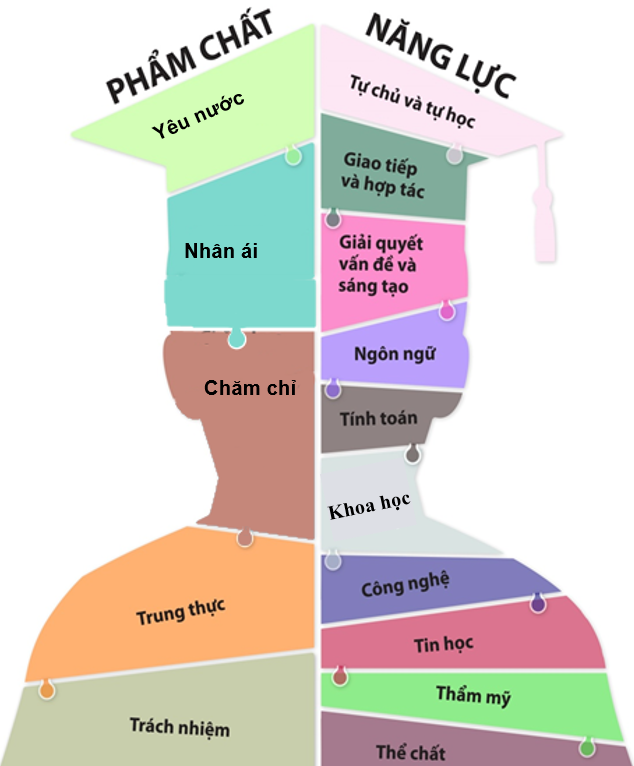 PHẨM CHẤT
Yêu nước
Nhân ái
Chăm chỉ
Trung thực
Trách nhiệm
NĂNG LỰC
Tự chủ và tự học
Giao tiếp
và hợp tác
Giải quyết
vấn đề và
sáng tạo
Ngôn ngữ
Tính toán
Khoa học
Công nghệ
Tin học
Thẩm mỹ
Thể chất